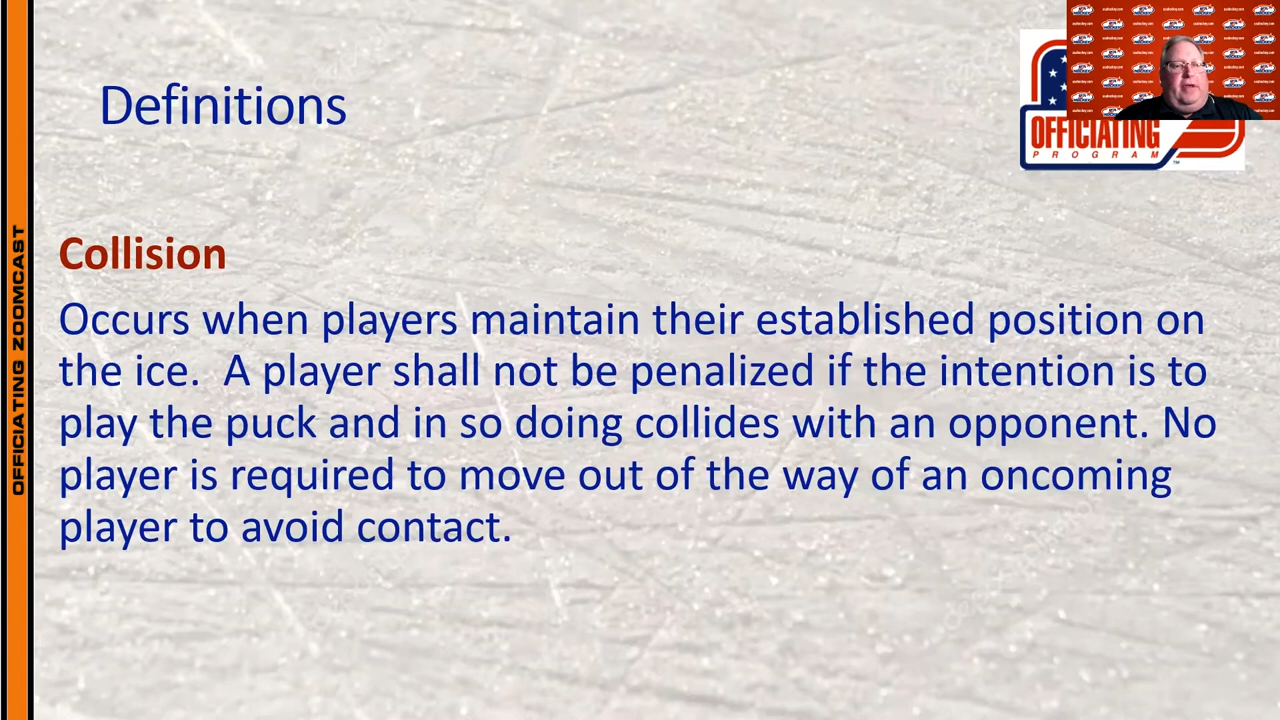 Definitions
OFFICIATING
PROGRAM
TM
Collision
Occurs when players maintain their established position on
the ice.  A player shall not be penalized if the intention is to
play the puck and in so doing collides with an opponent. No
player is required to move out of the way of an oncoming
player to avoid contact.
OFFICIATING ZOOMCAST